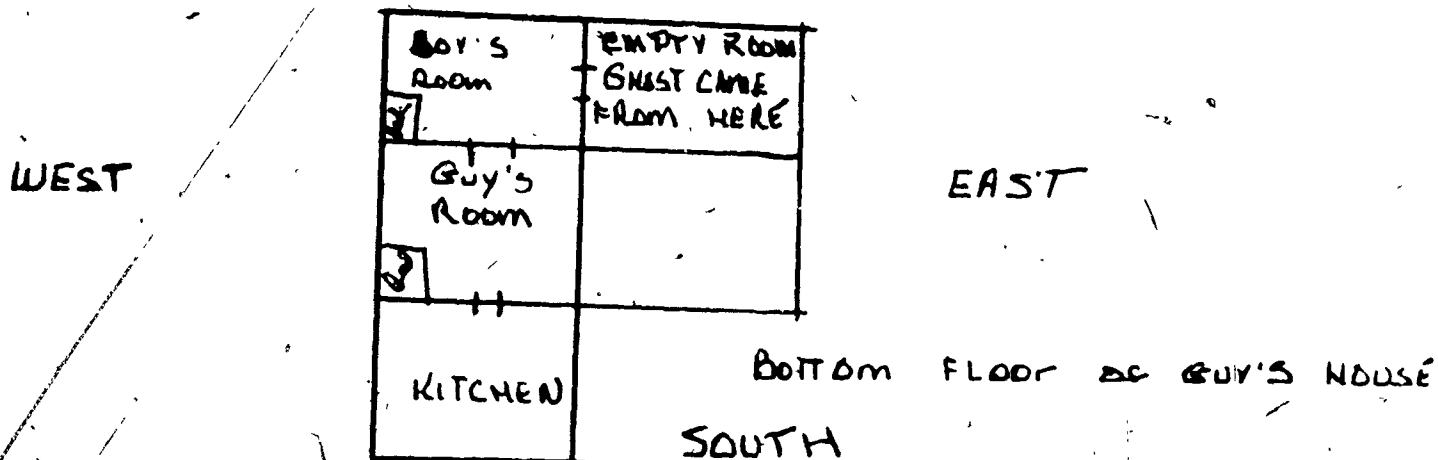 BOY'S
ROOM
EMPTY ROOM
GHOST CAME
FROM HERE
WEST
GUY'S
ROOM
EAST
KITCHEN
BOTTOM FLOOR OF GUY'S HOUSE
SOUTH